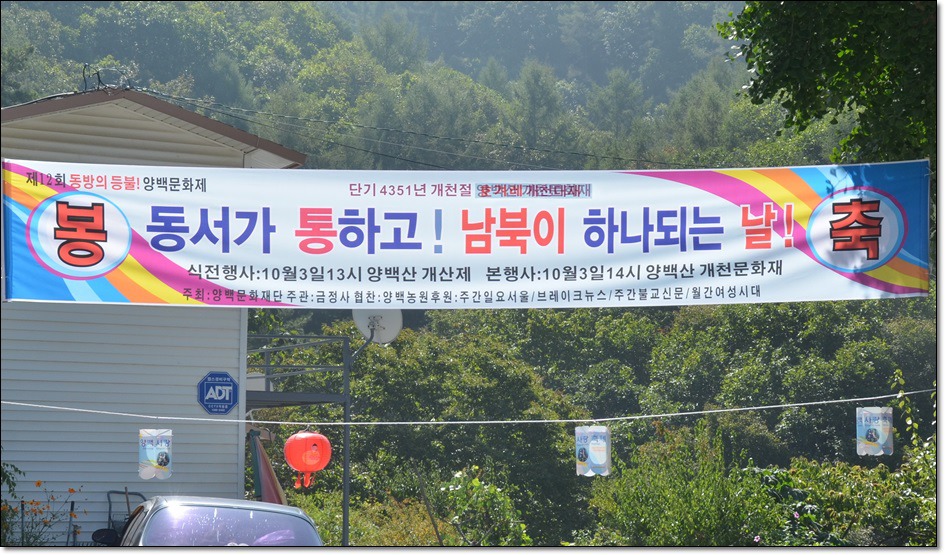 제12회 동방의 등불! 양백문화제
단기 4351년 개천절
봉
동서가 통하고! 남북이 하나되는 날!
축
식전행사:10월3일13시 양백산 개산제 본행사:10월3일14시 양백산 개천문화재
주최:양백문화재단 주관:금정사 협찬:양백농원후원:주간일요서울/브레이크뉴스/주간불교신문/월간여성시대
ADT
양백 사랑